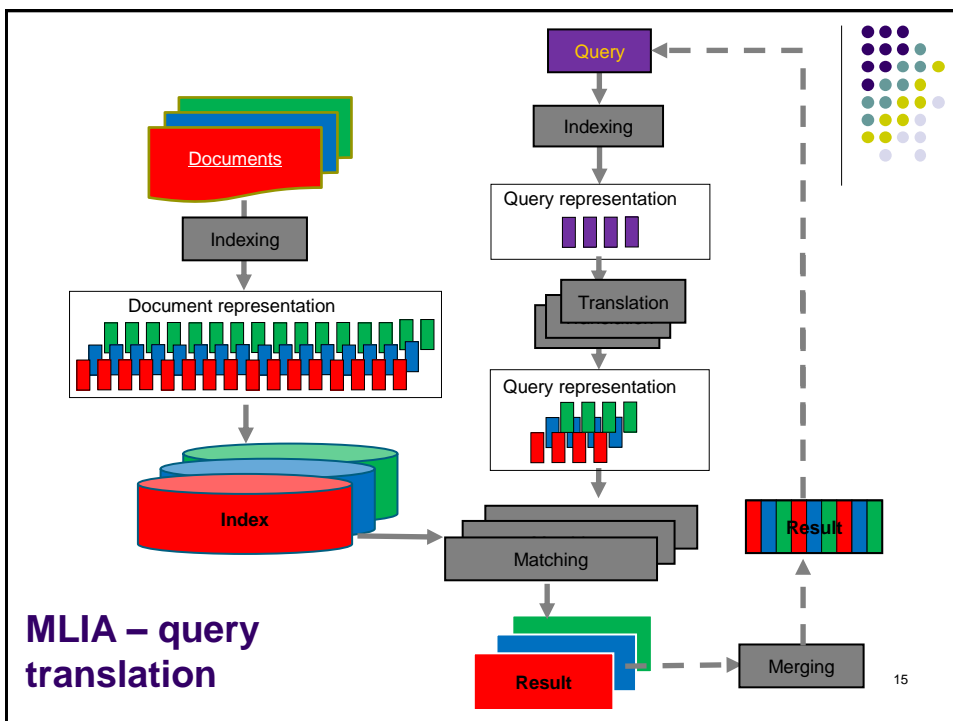 Query
Indexing
Query representation
Translation
Query representation
Documents
Indexing
Document representation
Index
Matching
Result
Merging
Result
MLIA – query
translation
15